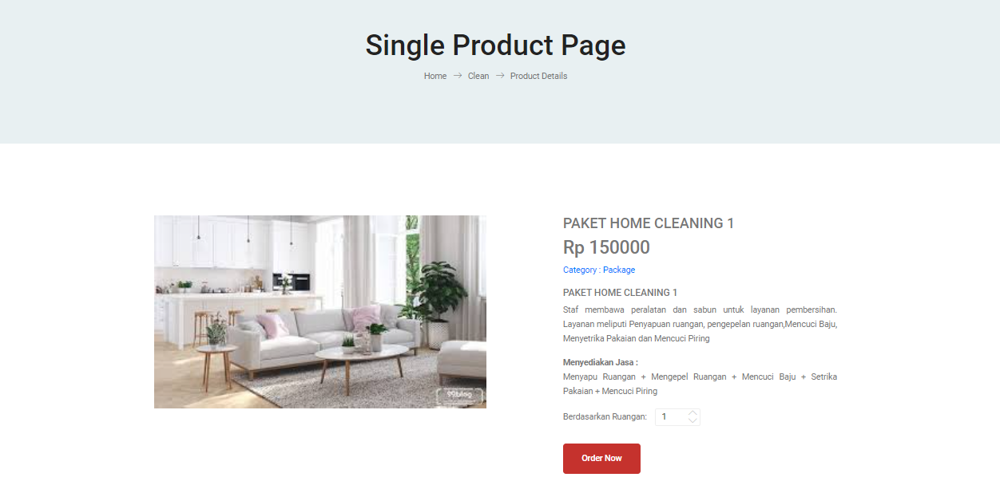 Single Product Page
Home → Clean → Product Details
PAKET HOME CLEANING 1
Rp 150000
Category : Package
PAKET HOME CLEANING 1
Staf membawa peralatan dan sabun untuk layanan pembersihan.
Layanan meliputi Penyapuan ruangan, pengepelan ruangan,Mencuci Baju,
Menyetrika Pakaian dan Mencuci Piring
Menyediakan Jasa :
Menyapu Ruangan + Mengepel Ruangan + Mencuci Baju + Setrika
Pakaian + Mencuci Piring
Berdasarkan Ruangan: 1
Order Now
99blog